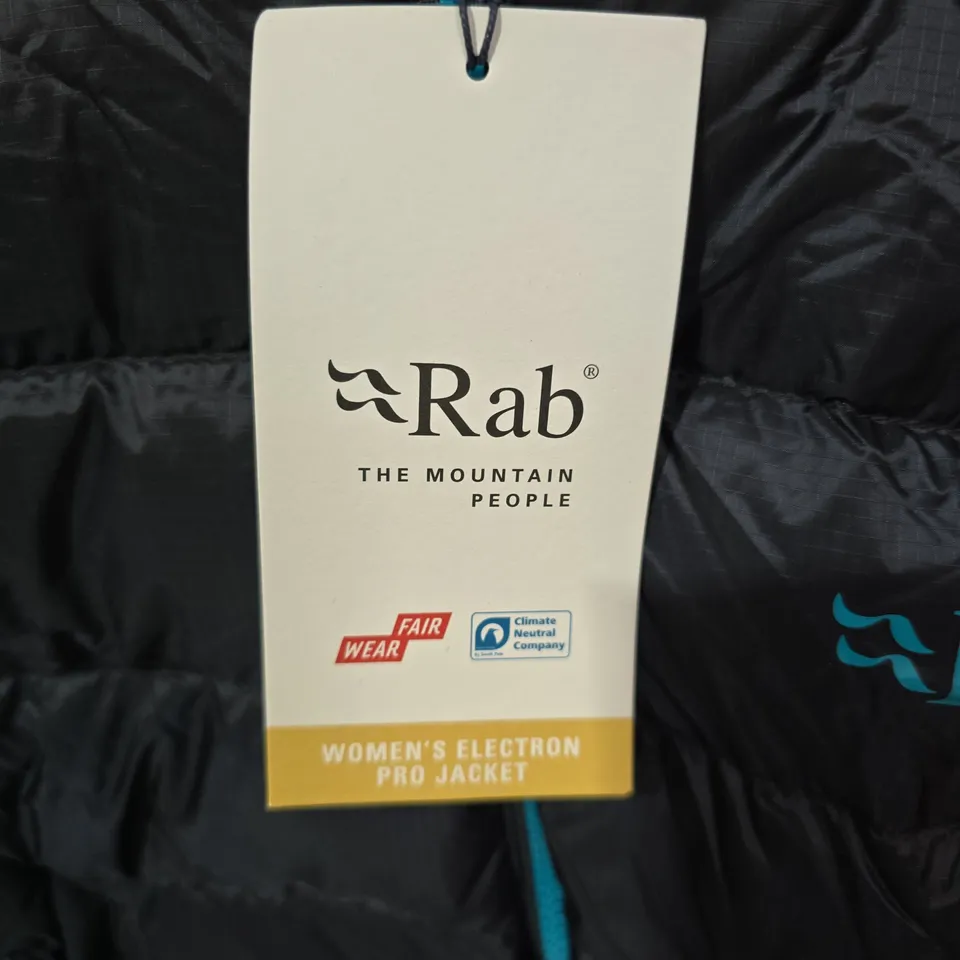 Rab®
THE MOUNTAIN
PEOPLE
FAIR
WEAR
Climate
Neutral
Company
WOMEN'S ELECTRON
PRO JACKET